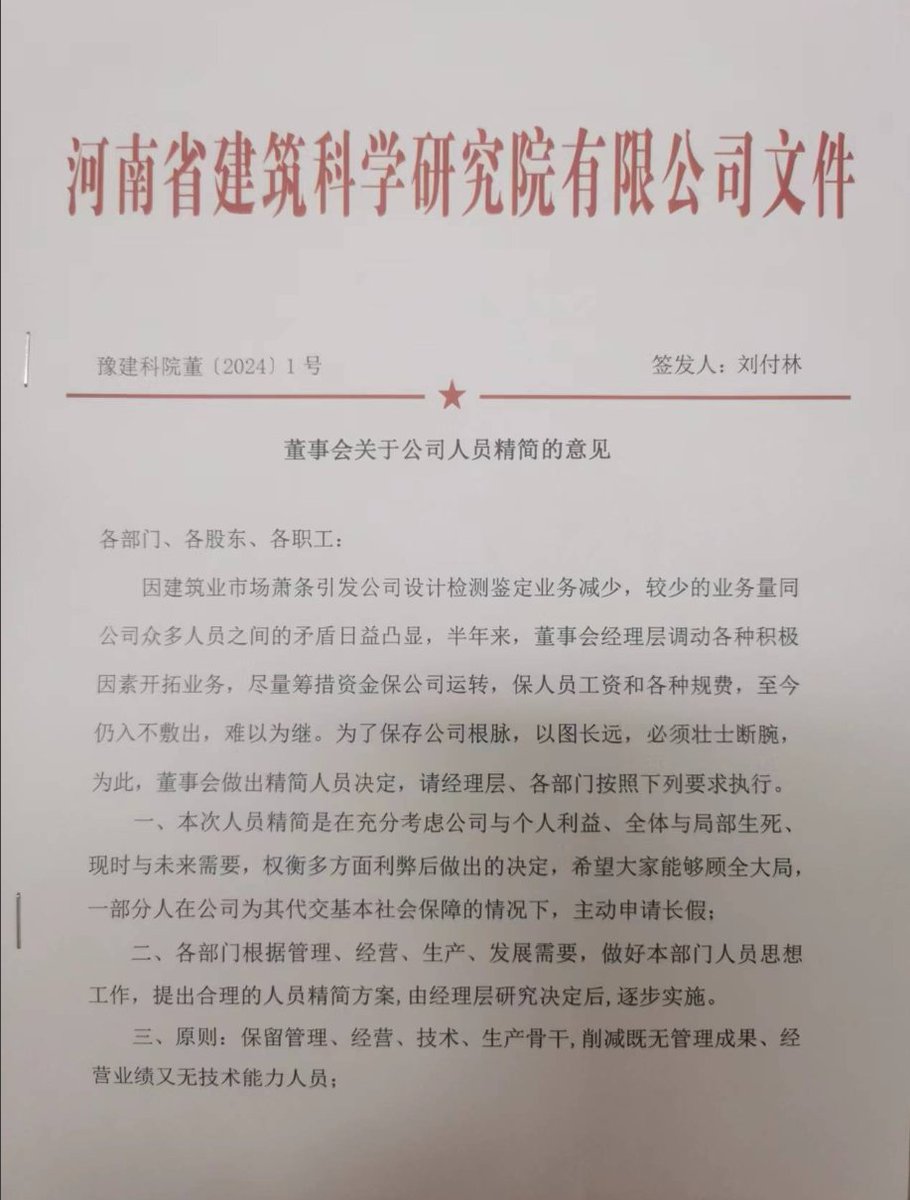 河南省建筑科学研究院有限公司文件
豫建科院董〔2024〕1号
签发人：刘付林
董事会关于公司人员精简的意见
各部门、各股东、各职工：
因建筑业市场萧条引发公司设计检测鉴定业务减少，较少的业务量同
公司众多人员之间的矛盾日益凸显，半年来，董事会经理层调动各种积极
因素开拓业务，尽量筹措资金保公司运转，保人员工资和各种规费，至今
仍入不敷出，难以为继。为了保存公司根脉，以图长远，必须壮士断腕，
为此，董事会做出精简人员决定，请经理层、各部门按照下列要求执行。
一、本次人员精简是在充分考虑公司与个人利益、全体与局部生死、
现时与未来需要，权衡多方面利弊后做出的决定，希望大家能够顾全大局，
一部分人在公司为其代交基本社会保障的情况下，主动申请长假；
二、各部门根据管理、经营、生产、发展需要，做好本部门人员思想
工作，提出合理的人员精简方案,由经理层研究决定后,逐步实施。
三、原则：保留管理、经营、技术、生产骨干,削减既无管理成果、经
营业绩又无技术能力人员；